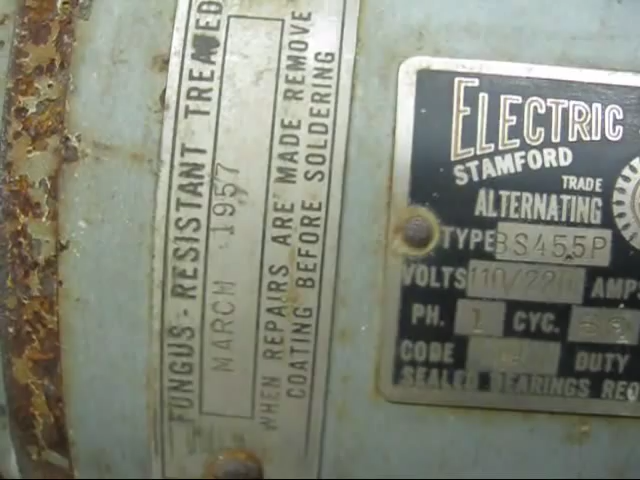 FUNGUS-RESISTANT TREATED
MARCH 1957
WHEN REPAIRS ARE MADE REMOVE
COATING BEFORE SOLDERING
ELECTRIC
STAMFORD
TRADE
ALTERNATING
TYPE BS455P
VOLTS 110/220 AMPS
PH. 1 CYC.
CODE DUTY
SEALED BEARINGS REQ